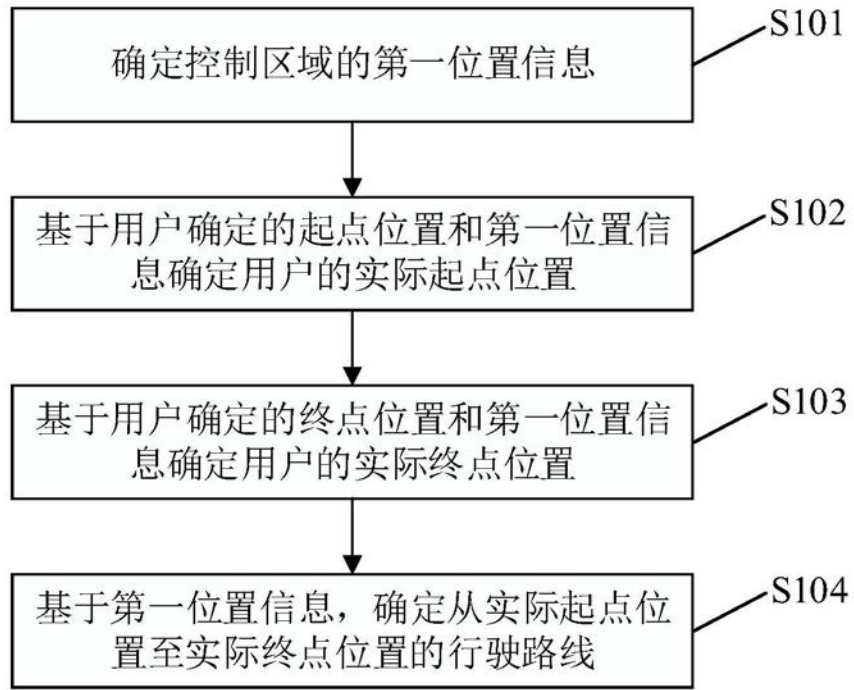 S101
确定控制区域的第一位置信息
S102
基于用户确定的起点位置和第一位置信
息确定用户的实际起点位置
S103
基于用户确定的终点位置和第一位置信
息确定用户的实际终点位置
S104
基于第一位置信息，确定从实际起点位
置至实际终点位置的行驶路线